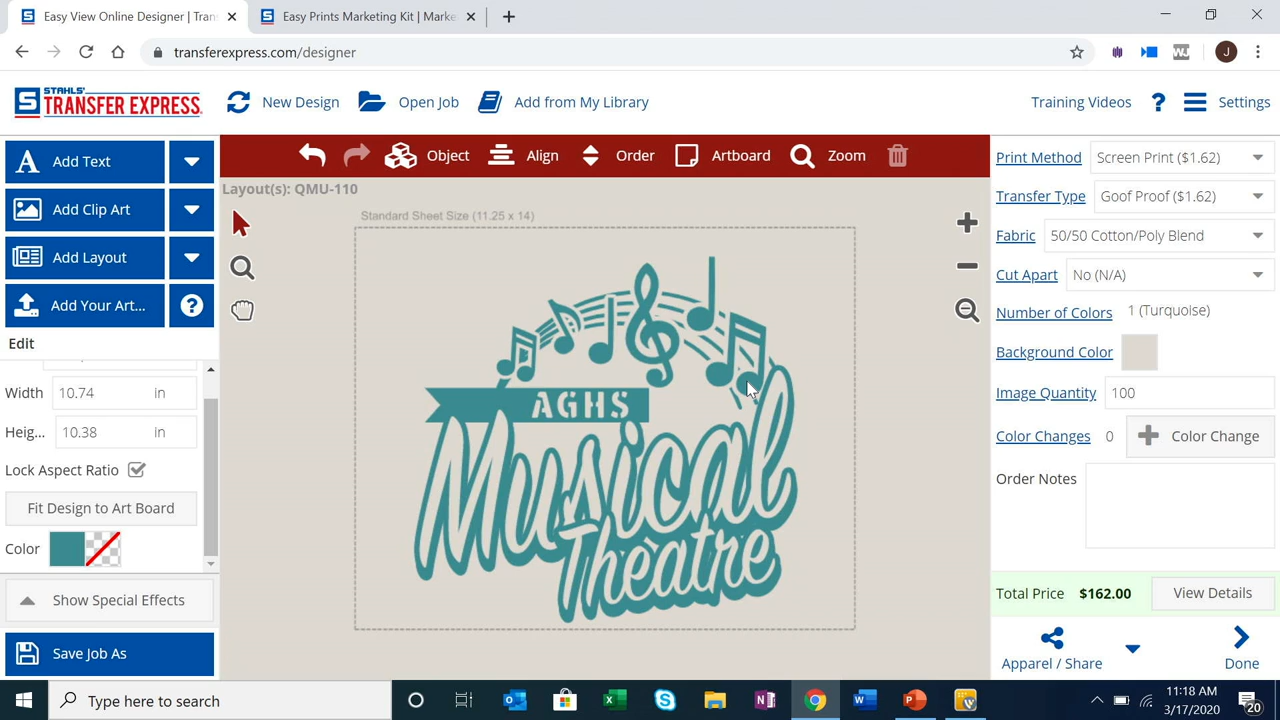 Easy View Online Designer | Tran
Easy Prints Marketing Kit | Marke
transferexpress.com/designer
J
STAHLS'
TRANSFER EXPRESS.
New Design
Open Job
Add from My Library
Training Videos
?
Settings
Add Text
Add Clip Art
Add Layout
Add Your Art...
?
Object
Align
Order
Artboard
Zoom
Layout(s): QMU-110
Standard Sheet Size (11.25 x 14)
AGHS
Musical
Theatre
Edit
Width
10.74
in
Heig...
10.38
in
Lock Aspect Ratio
Fit Design to Art Board
Color
Show Special Effects
Save Job As
Print Method
Screen Print ($1.62)
Transfer Type
Goof Proof ($1.62)
Fabric
50/50 Cotton/Poly Blend
Cut Apart
No (N/A)
Number of Colors
1 (Turquoise)
Background Color
Image Quantity
100
Color Changes
0
Color Change
Order Notes
Total Price
$162.00
View Details
Apparel / Share
Done
Type here to search
11:18 AM
3/17/2020
20